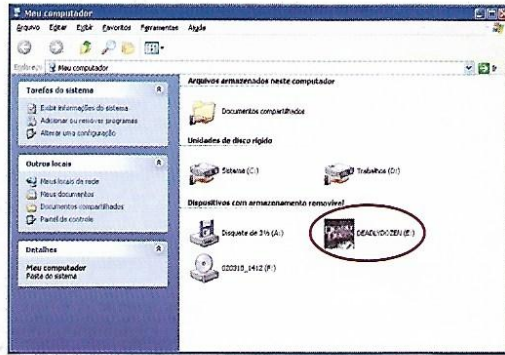 Meu computador
Arquivo Editar Exibir Favoritos Ferramentas Ajuda
Endereço Meu computador Ir
Tarefas do sistema
Exibir informações do sistema
Adicionar ou remover programas
Alterar uma configuração
Outros locais
Meus locais de rede
Meus documentos
Documentos compartilhados
Painel de controle
Detalhes
Meu computador
Pasta do sistema
Arquivos armazenados neste computador
Documentos compartilhados
Unidades de disco rígido
Sistema (C:) Trabalhos (D:)
Dispositivos com armazenamento removível
Disquete de 3½ (A:) DEADLYDOZEN (E:)
020318_1412 (F:)